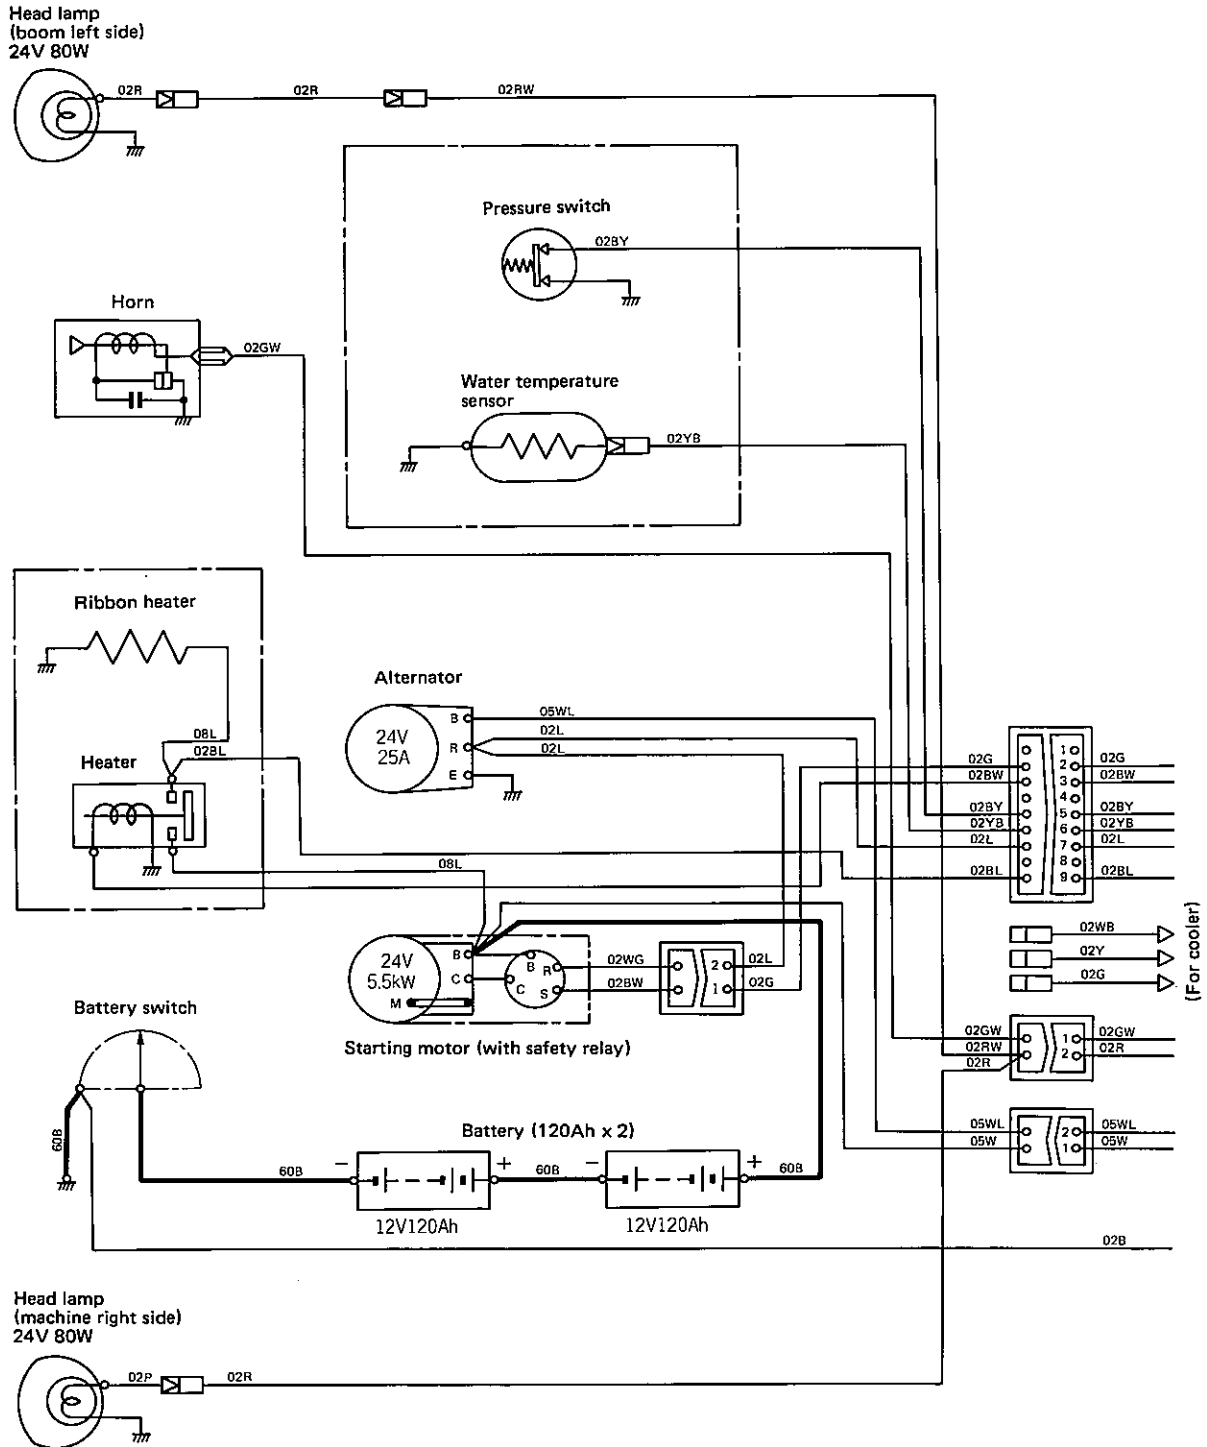 Head lamp
(boom left side)
24V 80W
02R
02R
02RW
Pressure switch
02BY
Horn
02GW
Water temperature
sensor
02YB
Ribbon heater
08L
02BL
Heater
Alternator
24V
25A
B
R
E
05WL
02L
02L
08L
02G
02BW
02BY
02YB
02L
02BL
1
2
3
4
5
6
7
8
9
02G
02BW
02BY
02YB
02L
02BL
02WB
02Y
02G
(For cooler)
24V
5.5kW
M
B
C
B
R
C
S
02WG
02BW
2
1
02L
02G
Starting motor (with safety relay)
Battery switch
60B
02GW
02RW
02R
1
2
02GW
02R
05WL
05W
2
1
05WL
05W
Battery (120Ah x 2)
60B
−
+
60B
−
+
60B
12V120Ah
12V120Ah
02B
Head lamp
(machine right side)
24V 80W
02P
02R